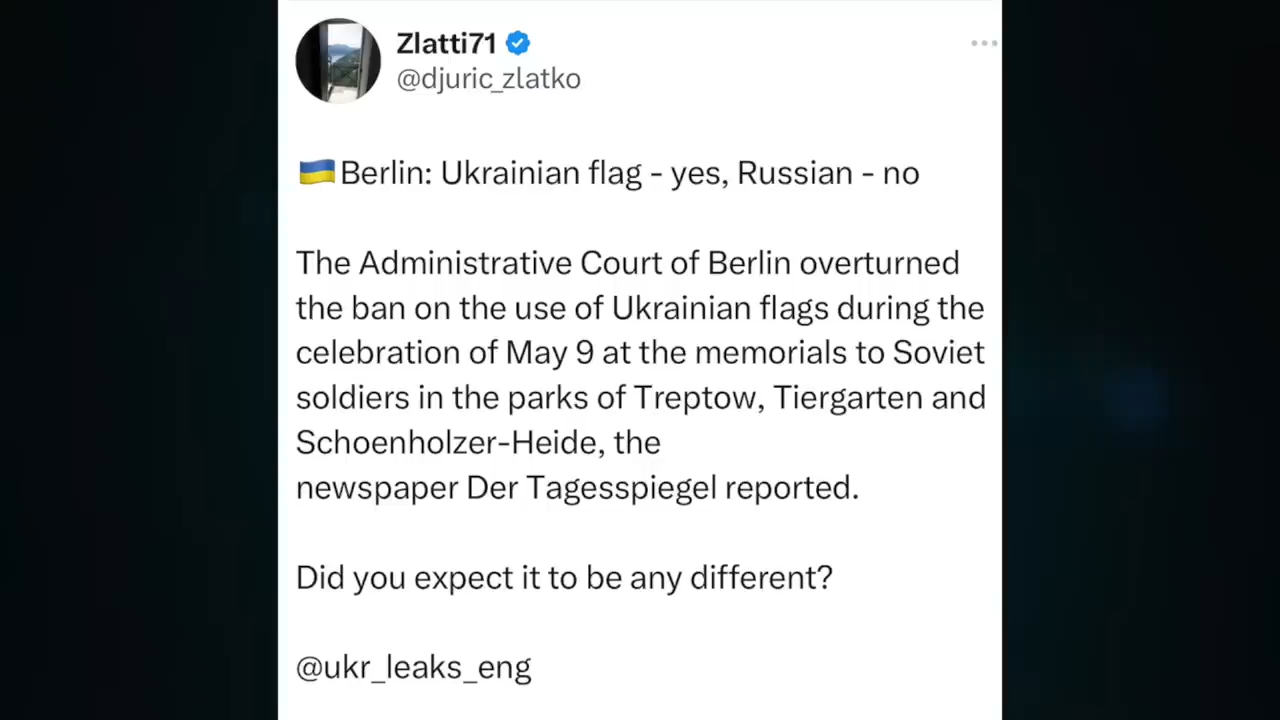 Zlatti71
@djuric_zlatko
🇺🇦Berlin: Ukrainian flag - yes, Russian - no
The Administrative Court of Berlin overturned
the ban on the use of Ukrainian flags during the
celebration of May 9 at the memorials to Soviet
soldiers in the parks of Treptow, Tiergarten and
Schoenholzer-Heide, the
newspaper Der Tagesspiegel reported.
Did you expect it to be any different?
@ukr_leaks_eng